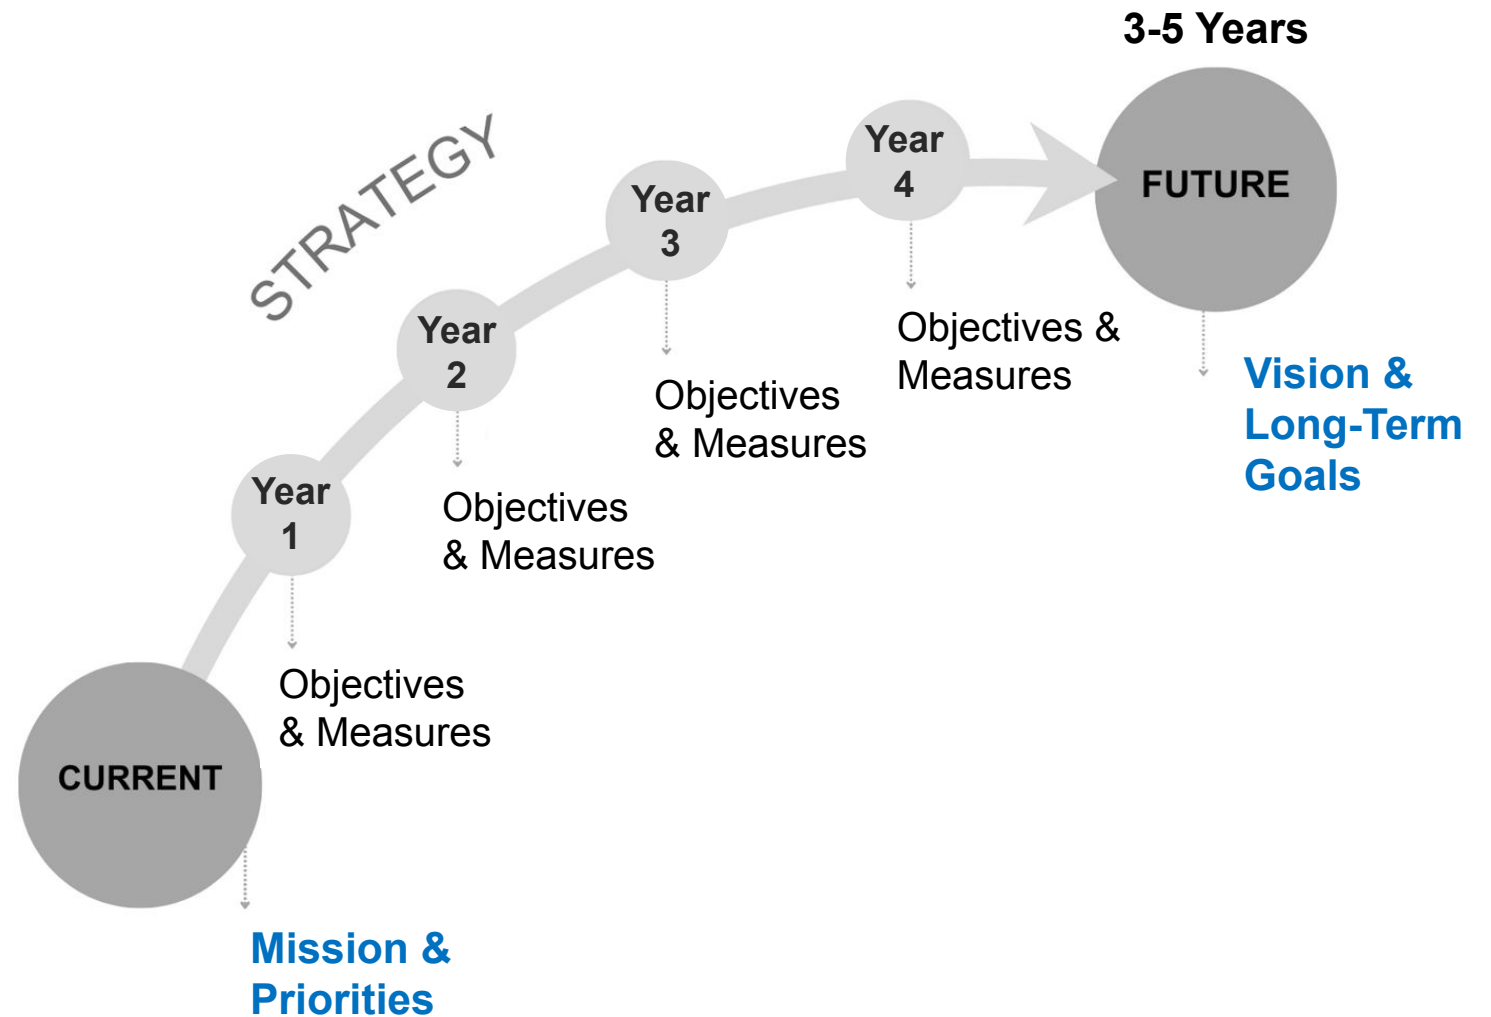 3-5 Years
STRATEGY
FUTURE
Year
4
Year
3
Year
2
Year
1
CURRENT
Objectives &
Measures
Vision &
Long-Term
Goals
Objectives
& Measures
Objectives
& Measures
Objectives
& Measures
Mission &
Priorities